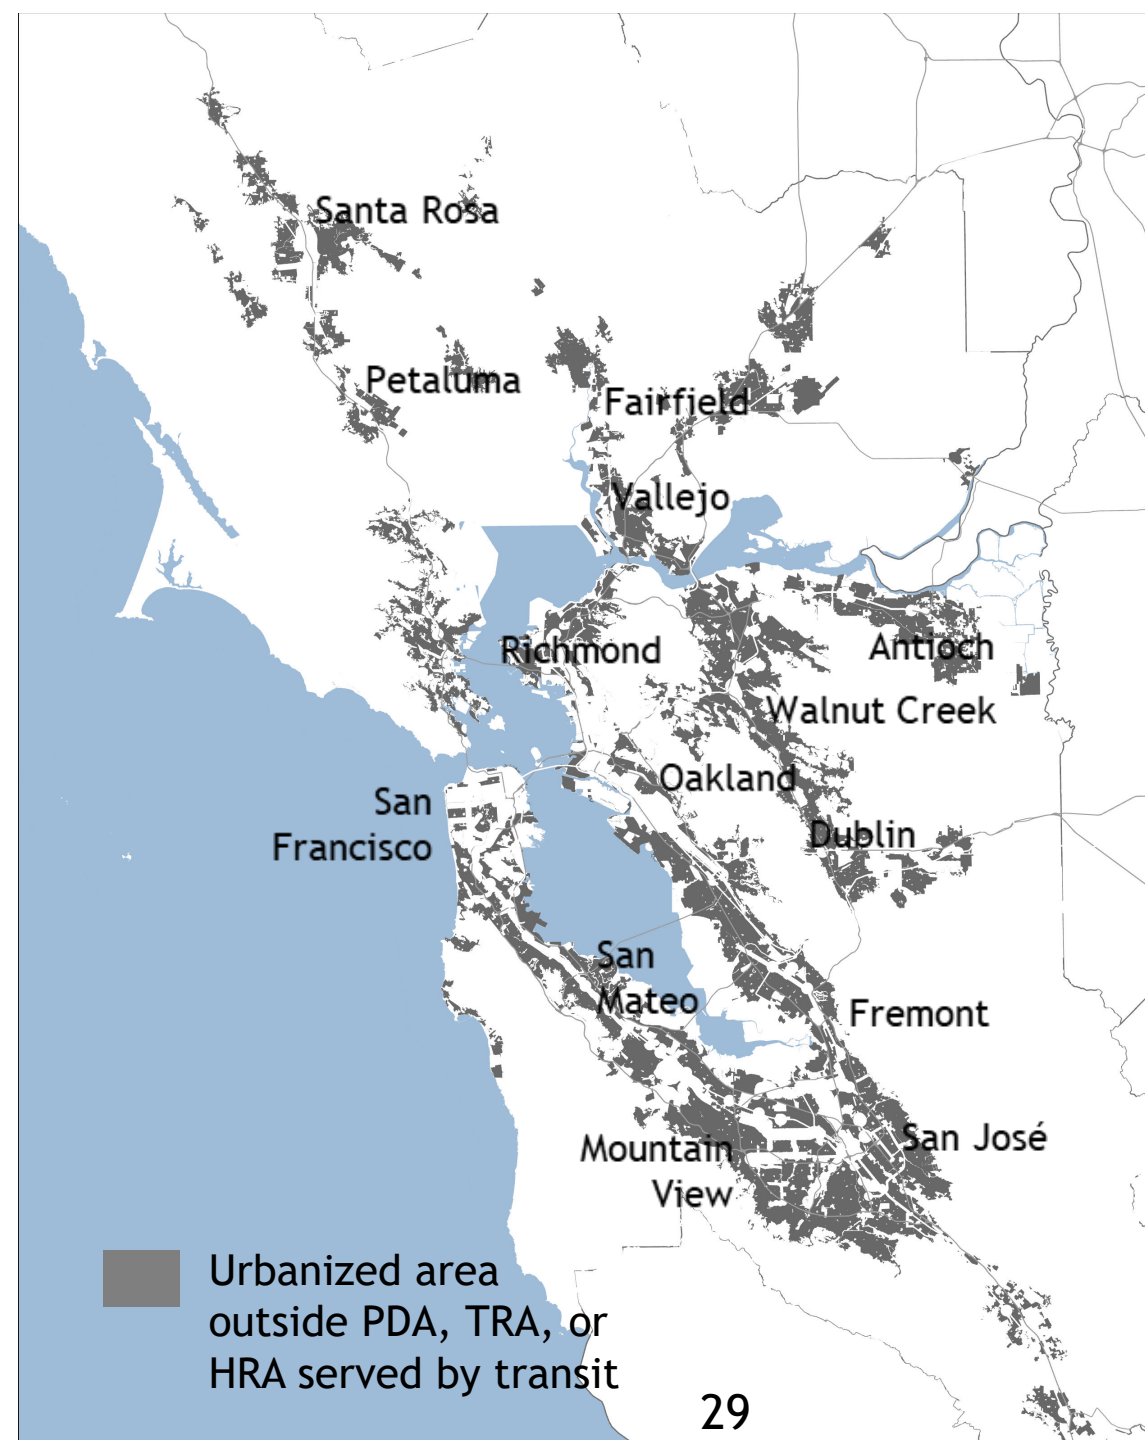 Santa Rosa
Petaluma
Fairfield
Vallejo
Richmond
Antioch
Walnut Creek
Oakland
San
Francisco
Dublin
San
Mateo
Fremont
Mountain
View
San José
Urbanized area
outside PDA, TRA, or
HRA served by transit
29